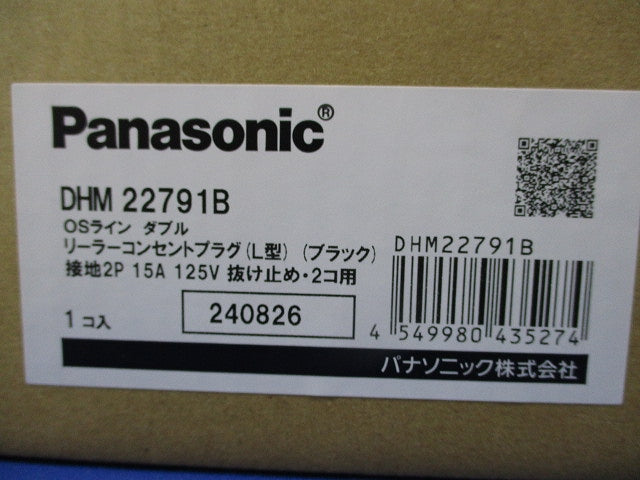 Panasonic®
DHM 22791B
OSライン ダブル
リーラーコンセントプラグ(L型) (ブラック)
接地2P 15A 125V 抜け止め・2コ用
1コ入
240826
DHM22791B
4 549980 435274
パナソニック株式会社